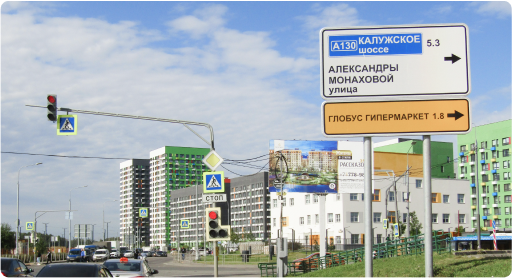 А130 КАЛУЖСКОЕ
шоссе
5.3
АЛЕКСАНДРЫ
МОНАХОВОЙ
улица
ГЛОБУС ГИПЕРМАРКЕТ 1.8
СТОП